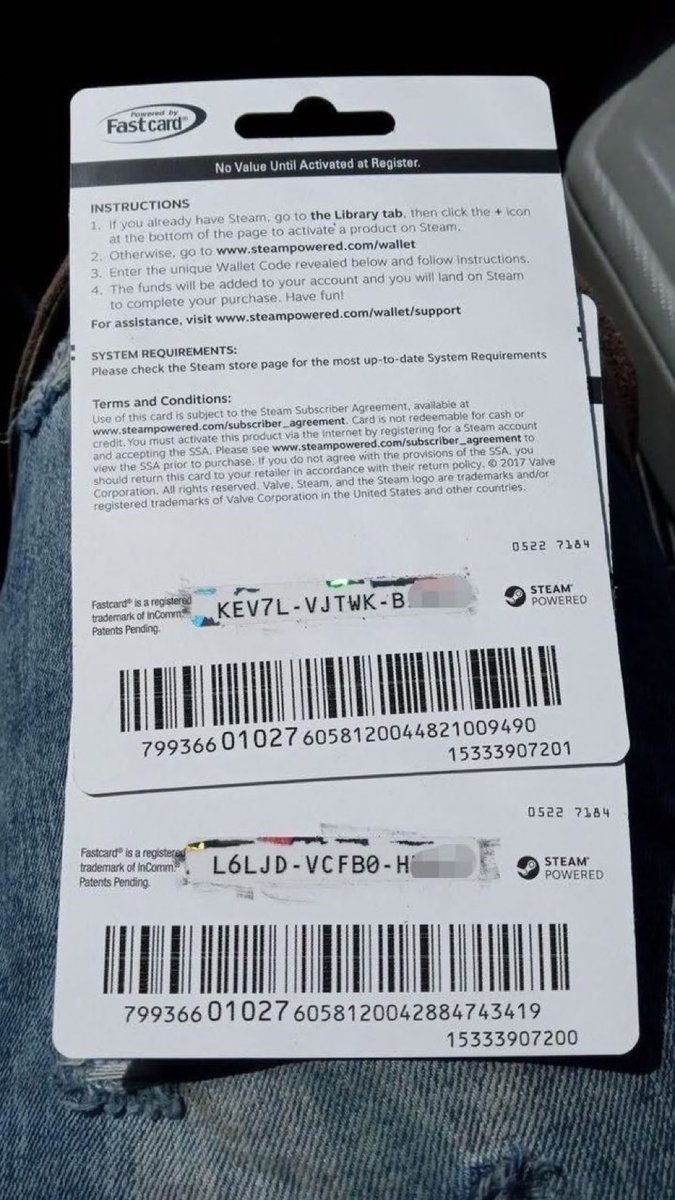 Powered by
Fastcard®
No Value Until Activated at Register.
INSTRUCTIONS
1. If you already have Steam, go to the Library tab, then click the + icon
at the bottom of the page to activate a product on Steam.
2. Otherwise, go to www.steampowered.com/wallet
3. Enter the unique Wallet Code revealed below and follow instructions.
4. The funds will be added to your account and you will land on Steam
to complete your purchase. Have fun!
For assistance, visit www.steampowered.com/wallet/support
SYSTEM REQUIREMENTS:
Please check the Steam store page for the most up-to-date System Requirements
Terms and Conditions:
Use of this card is subject to the Steam Subscriber Agreement, available at
www.steampowered.com/subscriber_agreement. Card is not redeemable for cash or
credit. You must activate this product via the Internet by registering for a Steam account
and accepting the SSA. Please see www.steampowered.com/subscriber_agreement to
view the SSA prior to purchase. If you do not agree with the provisions of the SSA, you
should return this card to your retailer in accordance with their return policy. © 2017 Valve
Corporation. All rights reserved. Valve, Steam, and the Steam logo are trademarks and/or
registered trademarks of Valve Corporation in the United States and other countries.
0522 7184
Fastcard® is a registered
trademark of InComm.®
Patents Pending.
KEV7L-VJTWK-B
STEAM®
POWERED
799366 01027 6058120044821009490
15333907201
0522 7184
Fastcard® is a registered
trademark of InComm.®
Patents Pending.
L6LJD-VCFB0-H
STEAM®
POWERED
799366 01027 6058120042884743419
15333907200